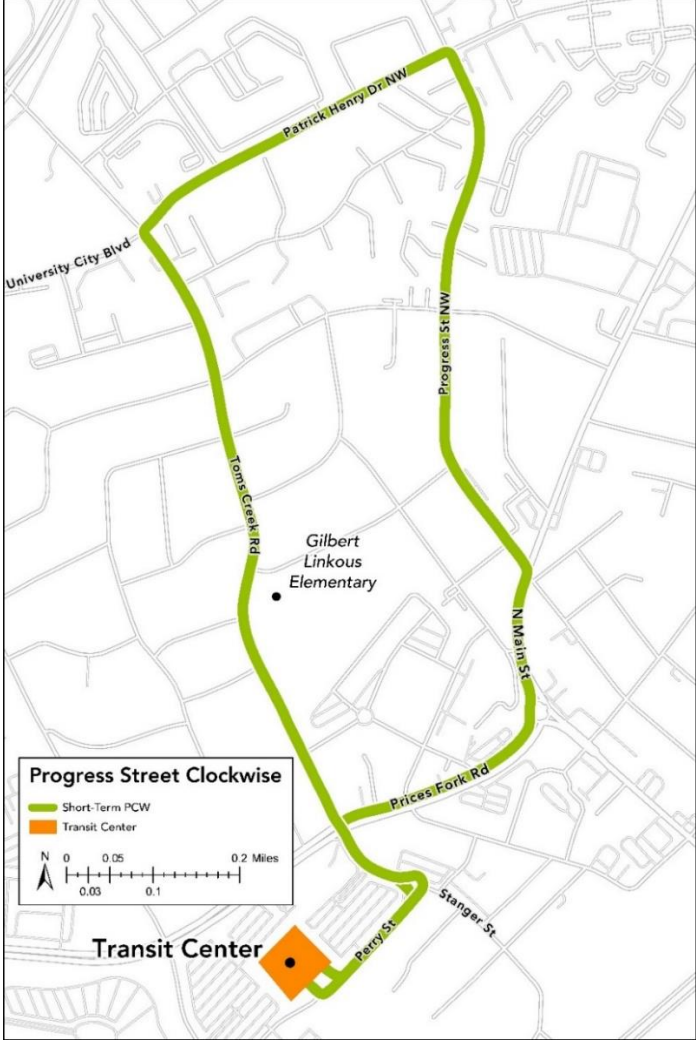 Patrick Henry Dr NW
University City Blvd
Progress St NW
Toms Creek Rd
Gilbert
Linkous
Elementary
N Main St
Prices Fork Rd
Progress Street Clockwise
Short-Term PCW
Transit Center
N 0 0.05 0.2 Miles
0.03 0.1
Stanger St
Perry St
Transit Center